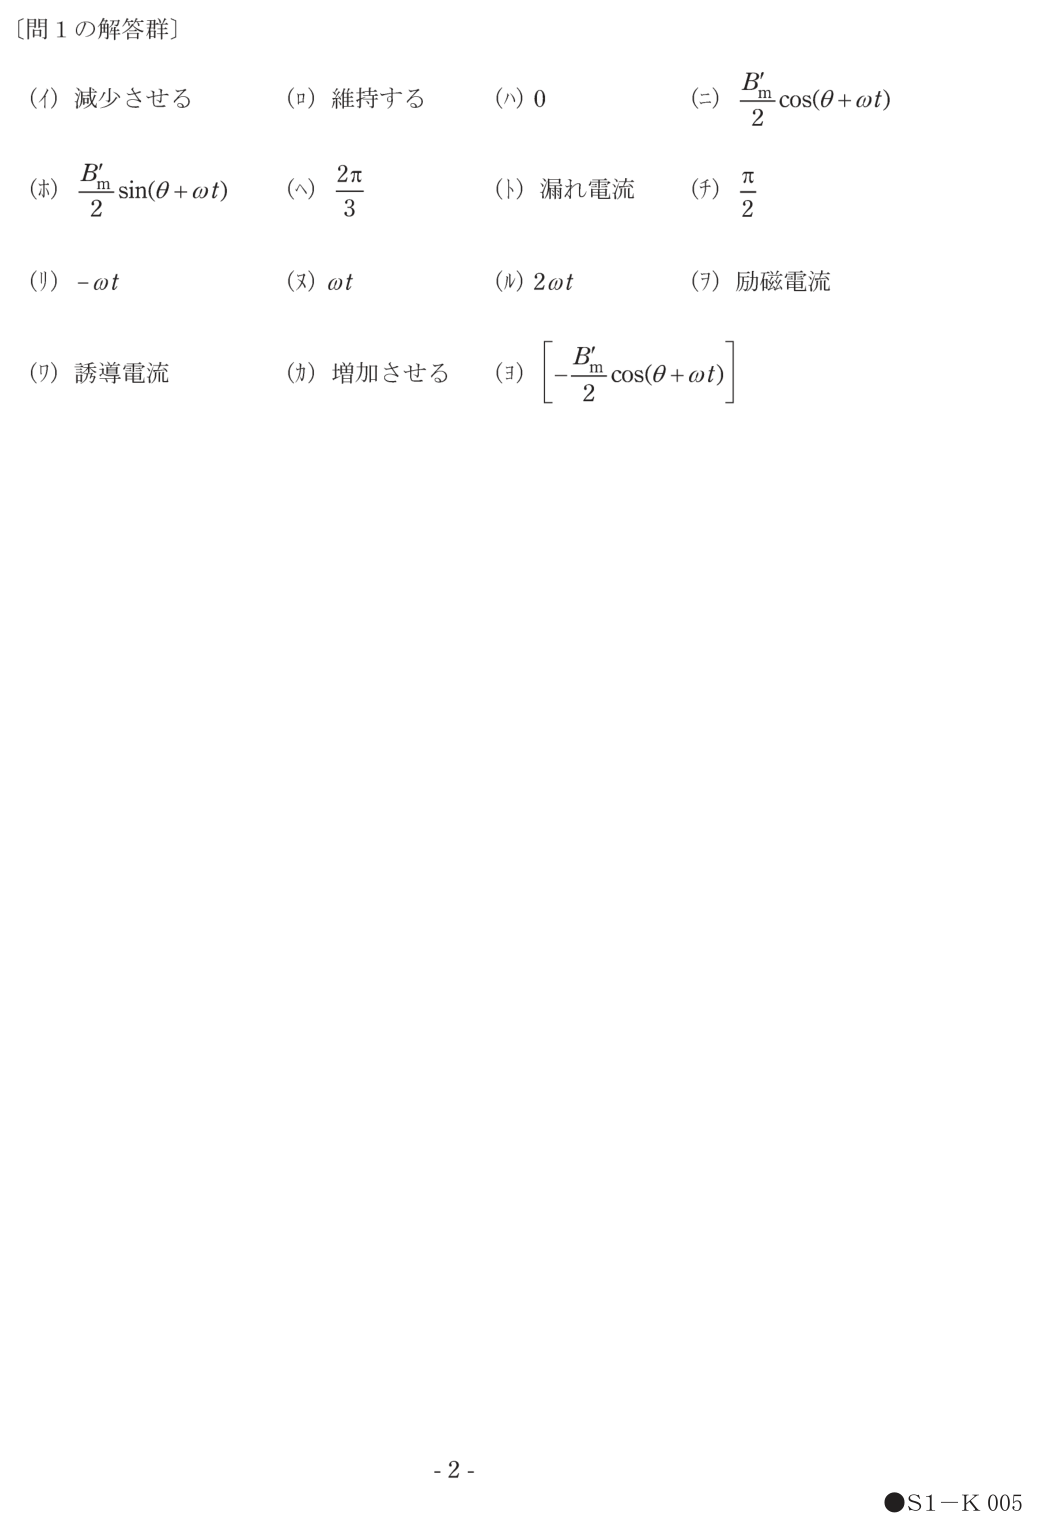 〔問１の解答群〕
(イ) 減少させる (ロ) 維持する (ハ) 0 (ニ) B′m/2 cos(θ+ωt)
(ホ) B′m/2 sin(θ+ωt) (ヘ) 2π/3 (ト) 漏れ電流 (チ) π/2
(リ) −ωt (ヌ) ωt (ル) 2ωt (ヲ) 励磁電流
(ワ) 誘導電流 (カ) 増加させる (ヨ) [−B′m/2 cos(θ+ωt)]
- 2 -
●S1－K 005